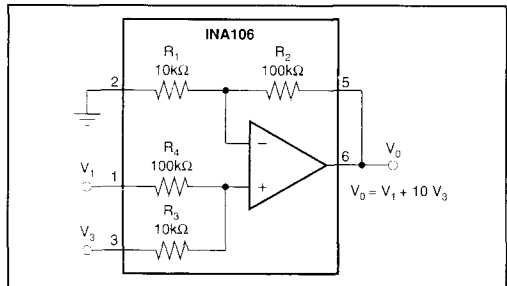 INA106
R1
10kΩ
R2
100kΩ
2
5
−
+
6
V0
V0 = V1 + 10 V3
V1
1
R4
100kΩ
V3
3
R3
10kΩ